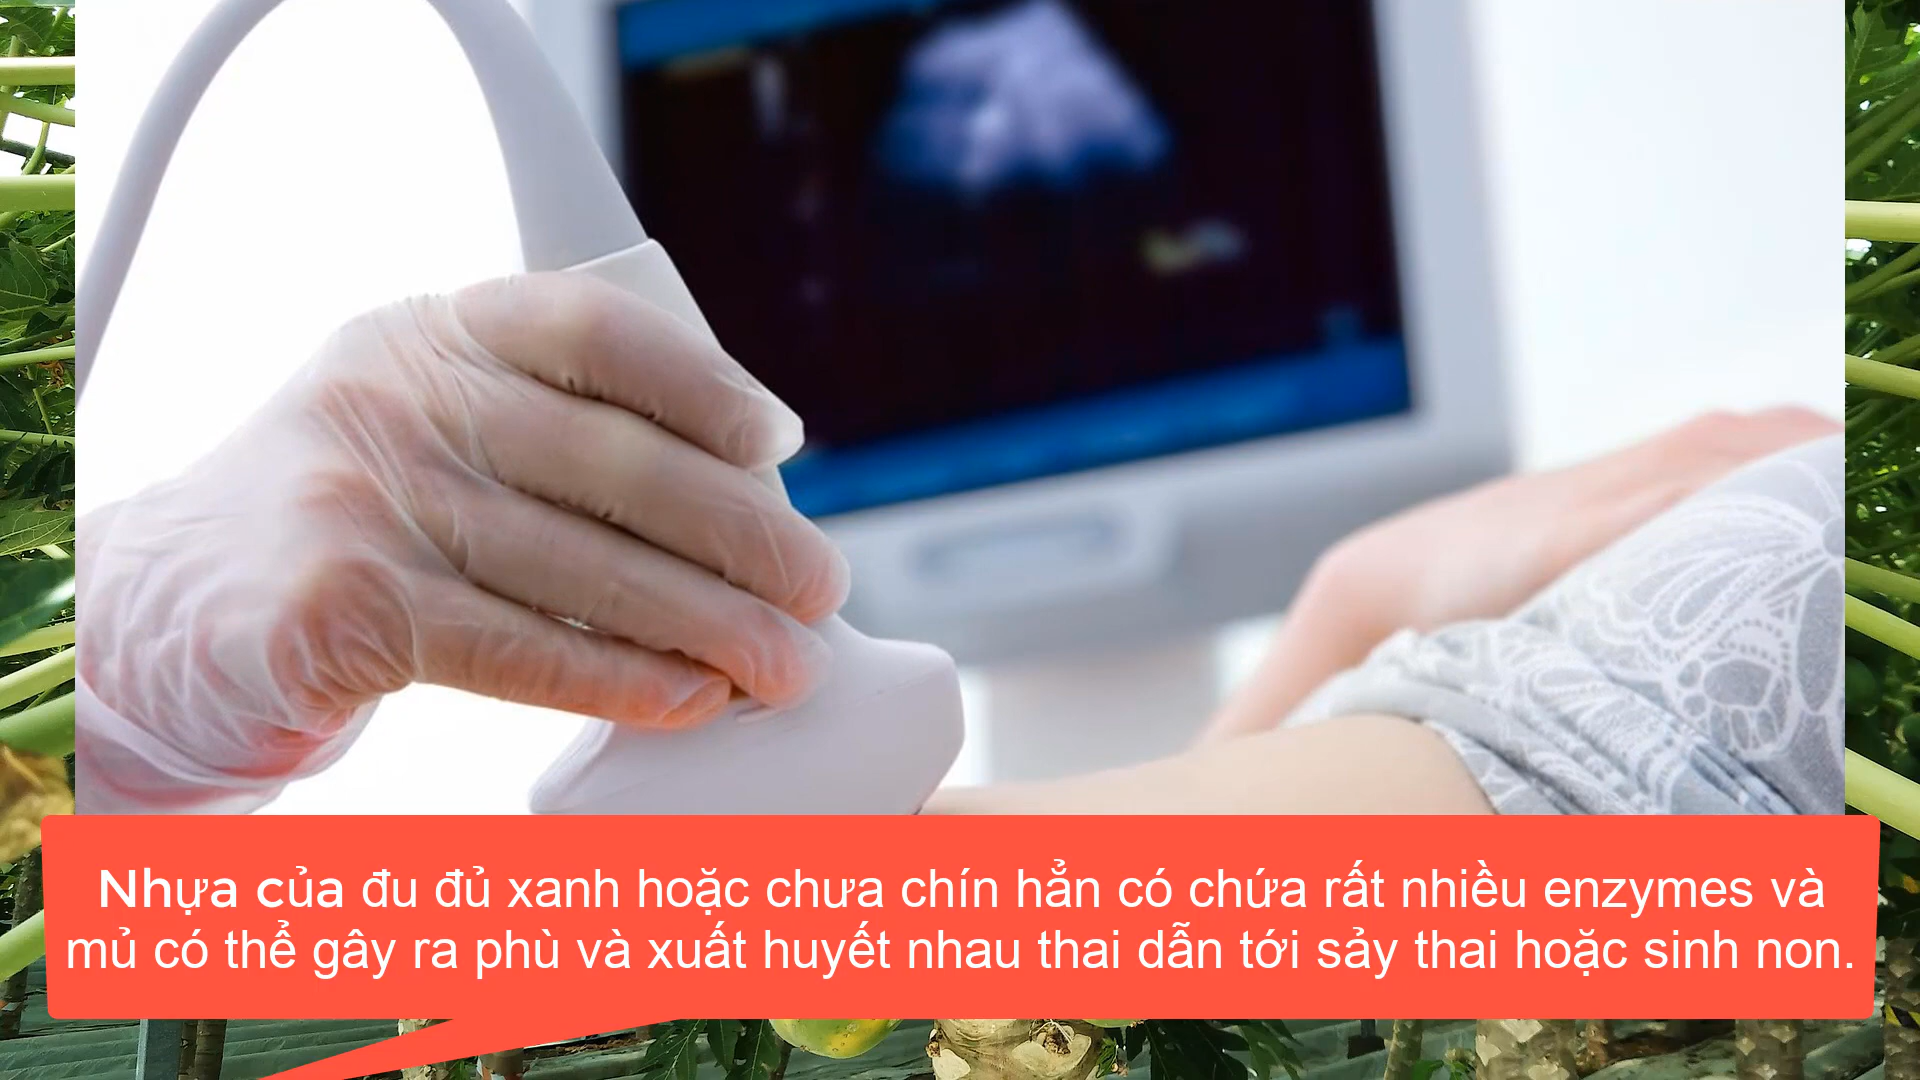 Nhựa của đu đủ xanh hoặc chưa chín hẳn có chứa rất nhiều enzymes và
mủ có thể gây ra phù và xuất huyết nhau thai dẫn tới sảy thai hoặc sinh non.